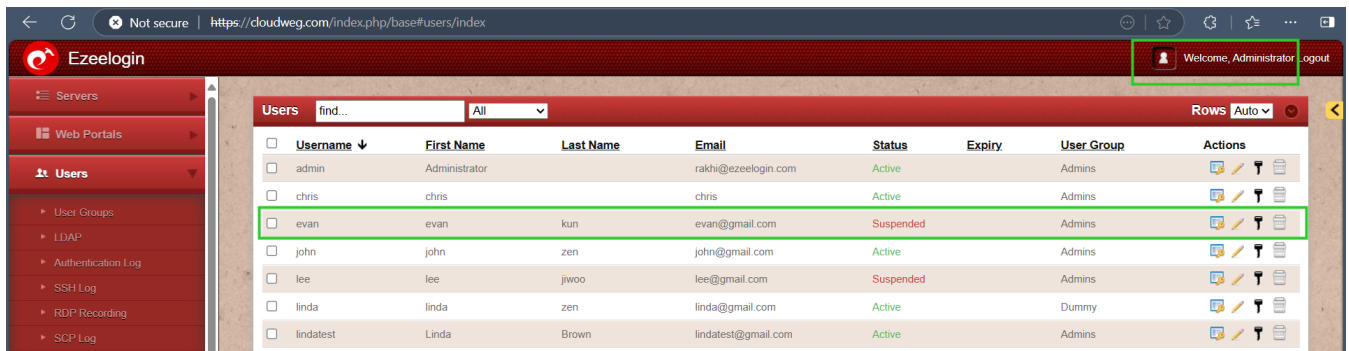 Not secure https://cloudweg.com/index.php/base#users/index
Ezeelogin Welcome, Administrator Logout
Servers
Web Portals
Users
User Groups
LDAP
Authentication Log
SSH Log
RDP Recording
SCP Log
Users find... All Rows Auto
Username First Name Last Name Email Status Expiry User Group Actions
admin Administrator rakhi@ezeelogin.com Active Admins
chris chris chris Active Admins
evan evan kun evan@gmail.com Suspended Admins
john john zen john@gmail.com Active Admins
lee lee jiwoo lee@gmail.com Suspended Admins
linda linda zen linda@gmail.com Active Dummy
lindatest Linda Brown lindatest@gmail.com Active Admins